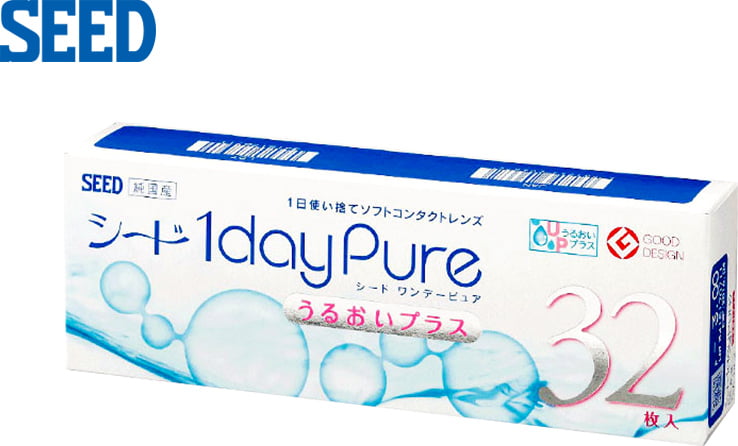 SEED
SEED 純国産
1日使い捨てソフトコンタクトレンズ
シード 1dayPure
シード ワンデーピュア
うるおいプラス
UP うるおいプラス
GOOD DESIGN
32
枚入